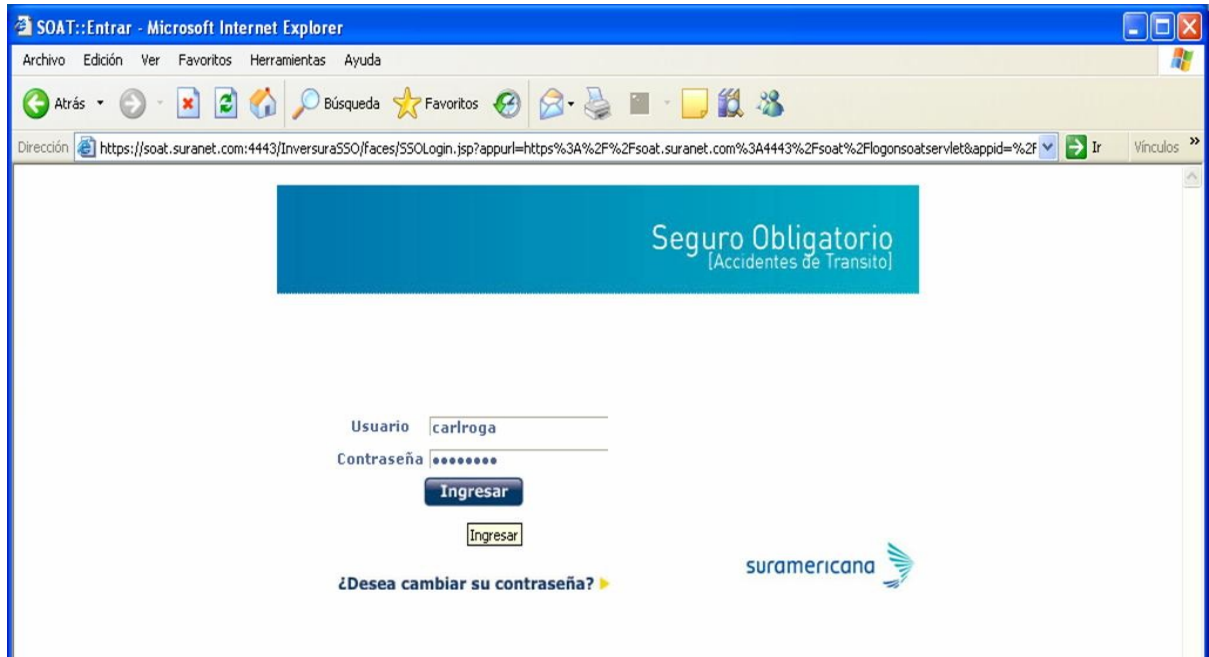 SOAT::Entrar - Microsoft Internet Explorer
Archivo Edición Ver Favoritos Herramientas Ayuda
Atrás Búsqueda Favoritos
Dirección https://soat.suranet.com:4443/InversuraSSO/faces/SSOLogin.jsp?appurl=https%3A%2F%2Fsoat.suranet.com%3A4443%2Fsoat%2Flogonsoatservlet&appid=%2F Ir Vínculos »
Seguro Obligatorio
[Accidentes de Transito]
Usuario carlroga
Contraseña ••••••••
Ingresar
Ingresar
suramericana
¿Desea cambiar su contraseña?